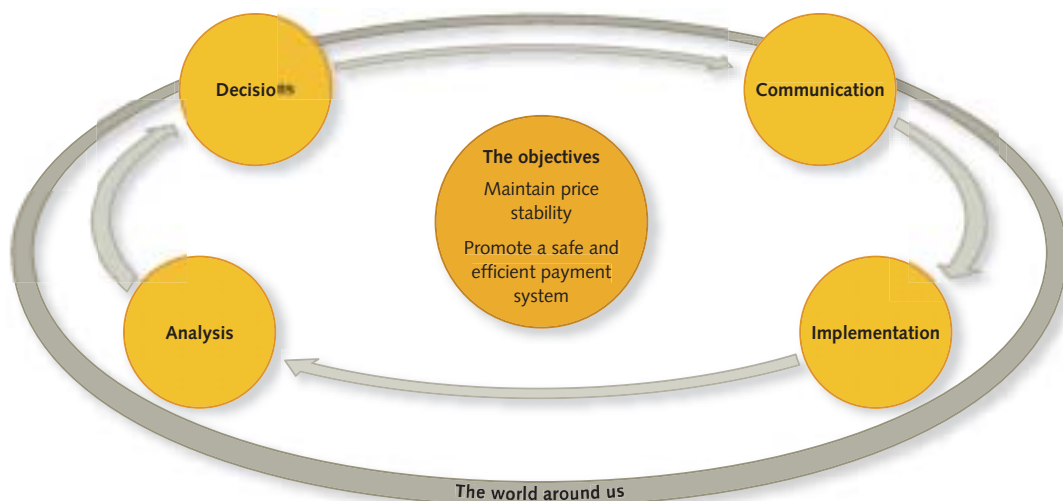 Decisions
Communication
The objectives
Maintain price
stability
Promote a safe and
efficient payment
system
Analysis
Implementation
The world around us